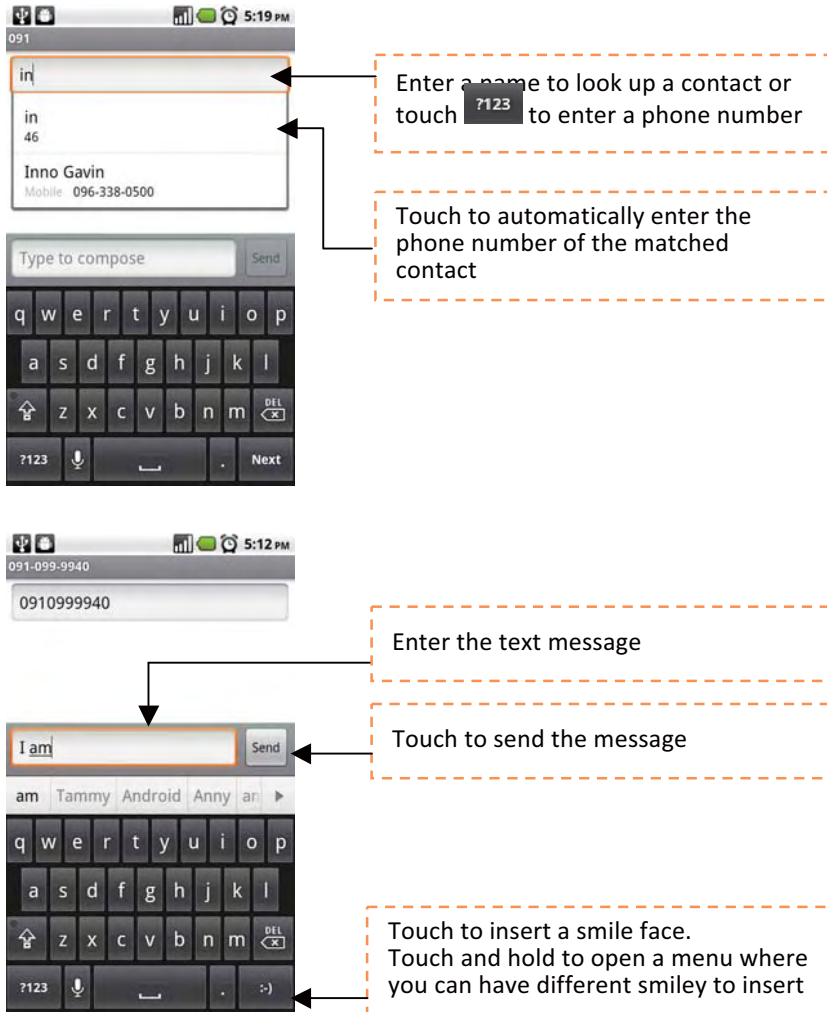 5:19 PM
091
in
in
46
Inno Gavin
Mobile 096-338-0500
Type to compose Send
q w e r t y u i o p
a s d f g h j k l
z x c v b n m DEL
?123 . Next
Enter a name to look up a contact or
touch ?123 to enter a phone number
Touch to automatically enter the
phone number of the matched
contact
5:12 PM
091-099-9940
0910999940
I am Send
am Tammy Android Anny an
q w e r t y u i o p
a s d f g h j k l
z x c v b n m DEL
?123 . :-)
Enter the text message
Touch to send the message
Touch to insert a smile face.
Touch and hold to open a menu where
you can have different smiley to insert